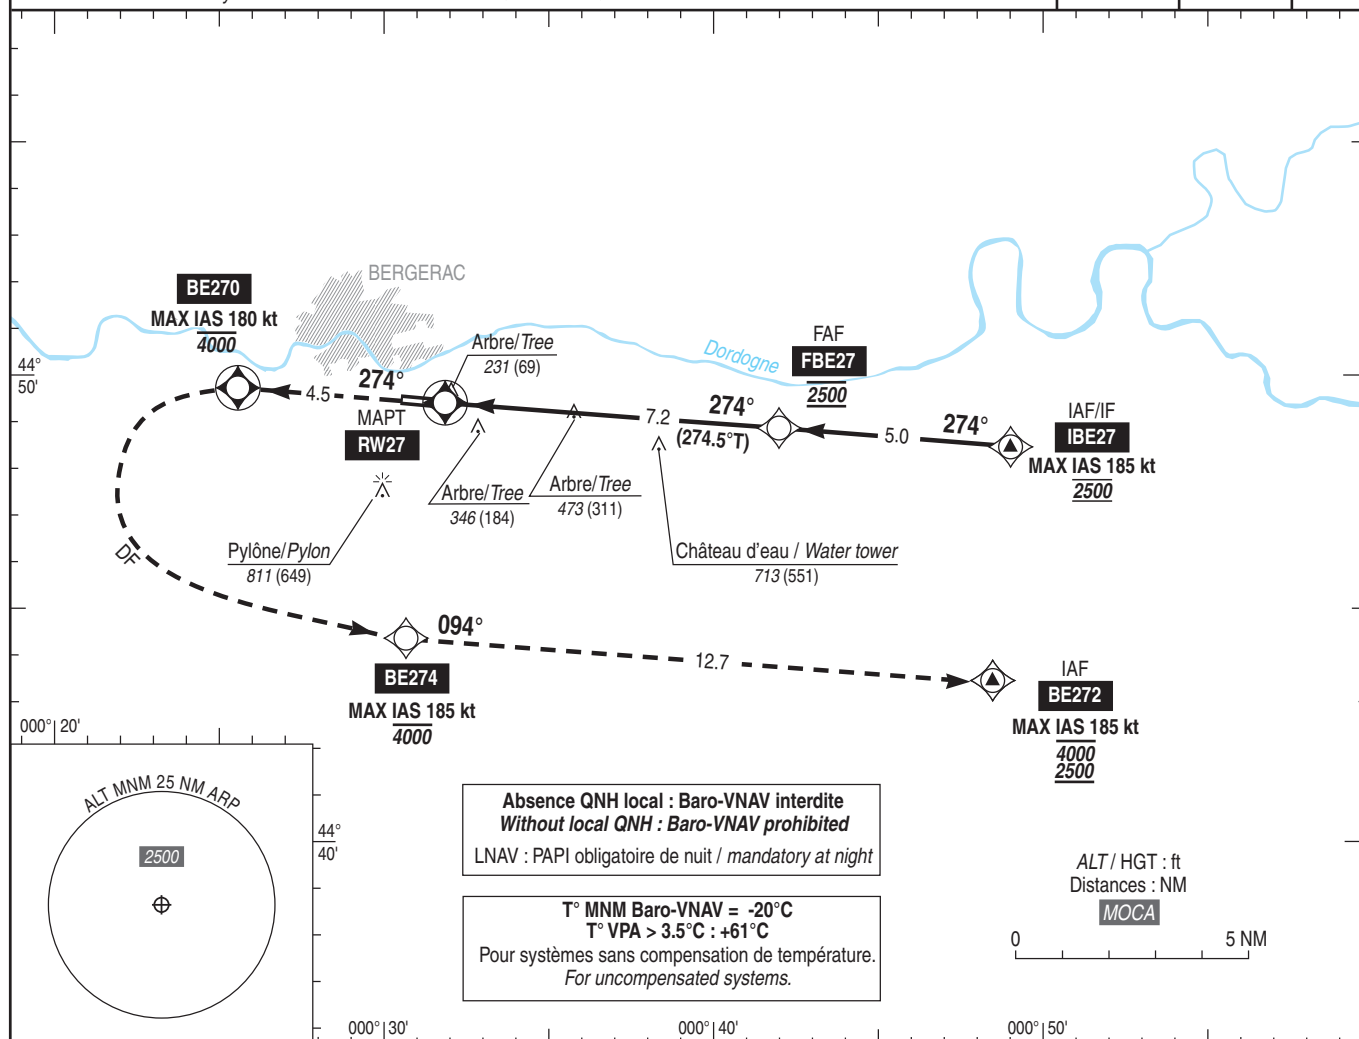 BERGERAC
BE270
MAX IAS 180 kt
4000
Arbre/Tree
231 (69)
Dordogne
FAF
FBE27
2500
44°
50'
4.5
274°
MAPT
RW27
7.2
274°
(274.5°T)
5.0
274°
IAF/IF
IBE27
MAX IAS 185 kt
2500
Arbre/Tree
346 (184)
Arbre/Tree
473 (311)
Pylône/Pylon
811 (649)
Château d'eau / Water tower
713 (551)
DF
094°
12.7
BE274
MAX IAS 185 kt
4000
IAF
BE272
MAX IAS 185 kt
4000
2500
000° 20'
ALT MNM 25 NM ARP
2500
44°
40'
Absence QNH local : Baro-VNAV interdite
Without local QNH : Baro-VNAV prohibited
LNAV : PAPI obligatoire de nuit / mandatory at night
T° MNM Baro-VNAV = -20°C
T° VPA > 3.5°C : +61°C
Pour systèmes sans compensation de température.
For uncompensated systems.
ALT / HGT : ft
Distances : NM
MOCA
0 5 NM
000° 30'
000° 40'
000° 50'